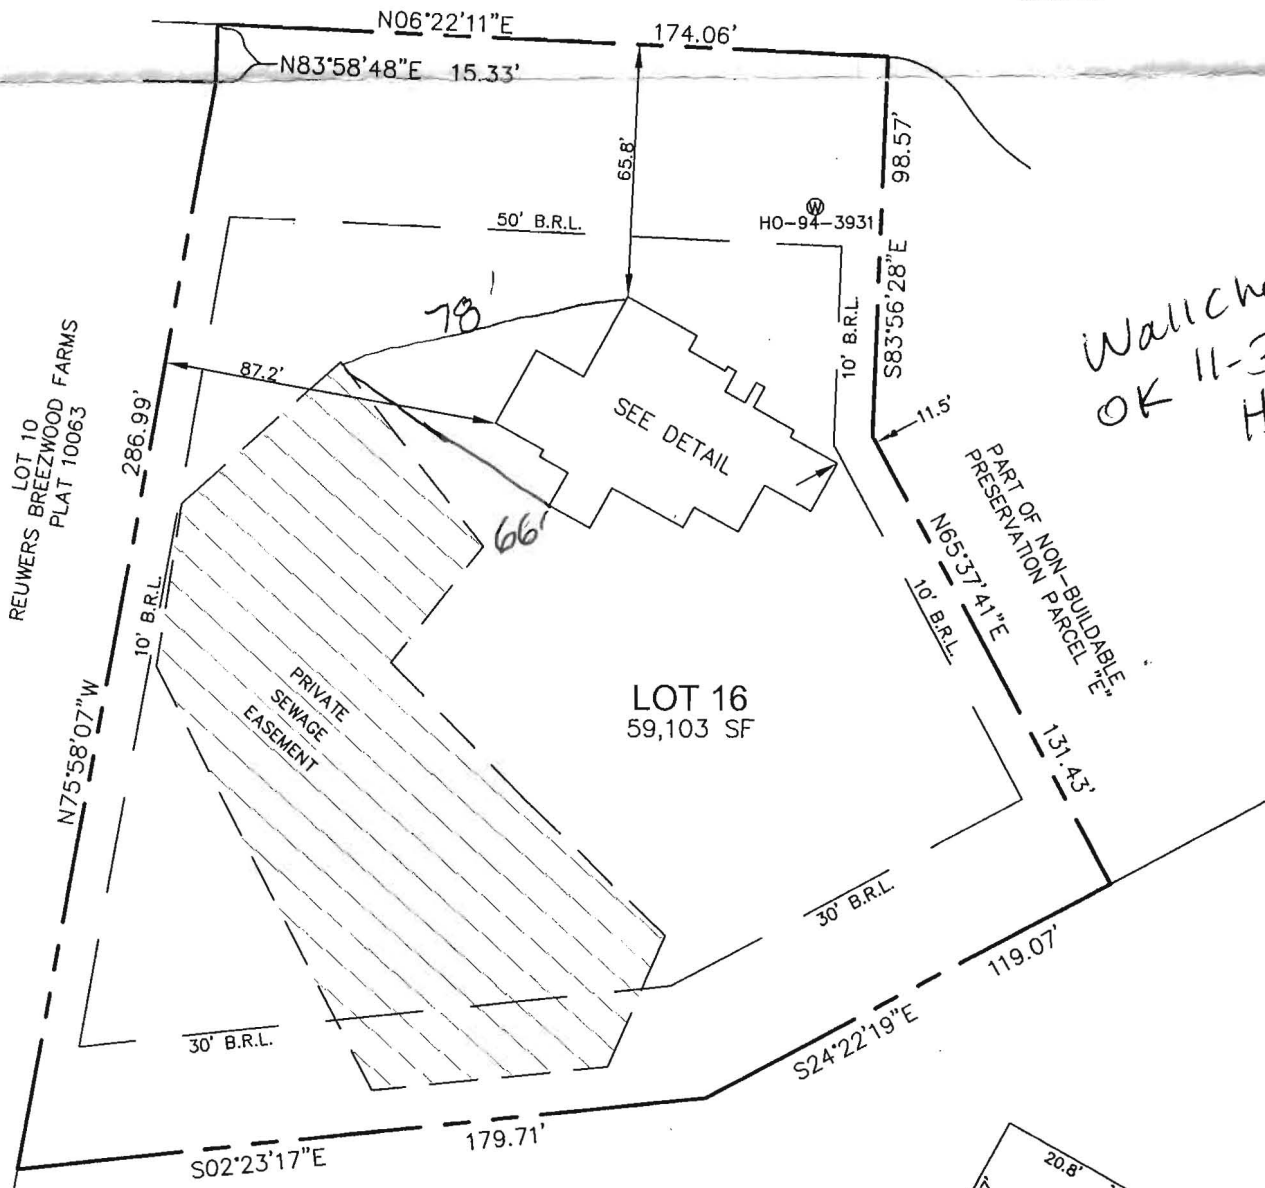 N06°22'11"E
174.06'
N83°58'48"E 15.33'
98.57'
65.8'
HO-94-3931
W
50' B.R.L.
S83°56'28"E
10' B.R.L.
78'
87.2'
SEE DETAIL
11.5'
OK 11-3
LOT 10
REUWERS BREEZWOOD FARMS
PLAT 10063
286.99'
66'
PART OF NON-BUILDABLE
PRESERVATION PARCEL "E"
N65°37'41"E
10' B.R.L.
10' B.R.L.
PRIVATE
SEWAGE
EASEMENT
LOT 16
59,103 SF
N75°58'07"W
131.43'
30' B.R.L.
119.07'
30' B.R.L.
S24°22'19"E
179.71'
S02°23'17"E
20.8'